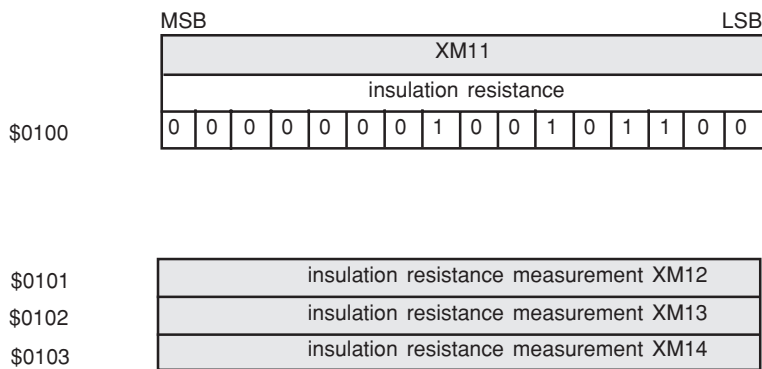 MSB LSB
XM11
insulation resistance
$0100 0 0 0 0 0 0 0 1 0 0 1 0 1 1 0 0
$0101 insulation resistance measurement XM12
$0102 insulation resistance measurement XM13
$0103 insulation resistance measurement XM14